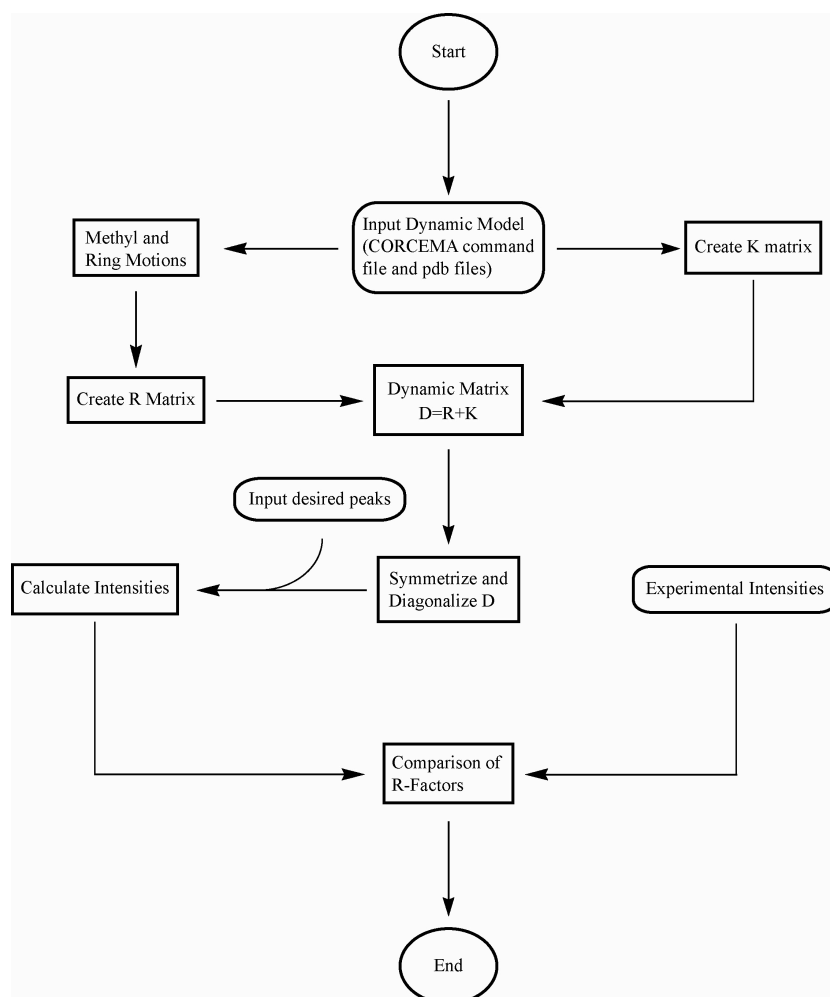 Start
Input Dynamic Model
(CORCEMA command
file and pdb files)
Methyl and
Ring Motions
Create K matrix
Create R Matrix
Dynamic Matrix
D=R+K
Input desired peaks
Calculate Intensities
Symmetrize and
Diagonalize D
Experimental Intensities
Comparison of
R-Factors
End